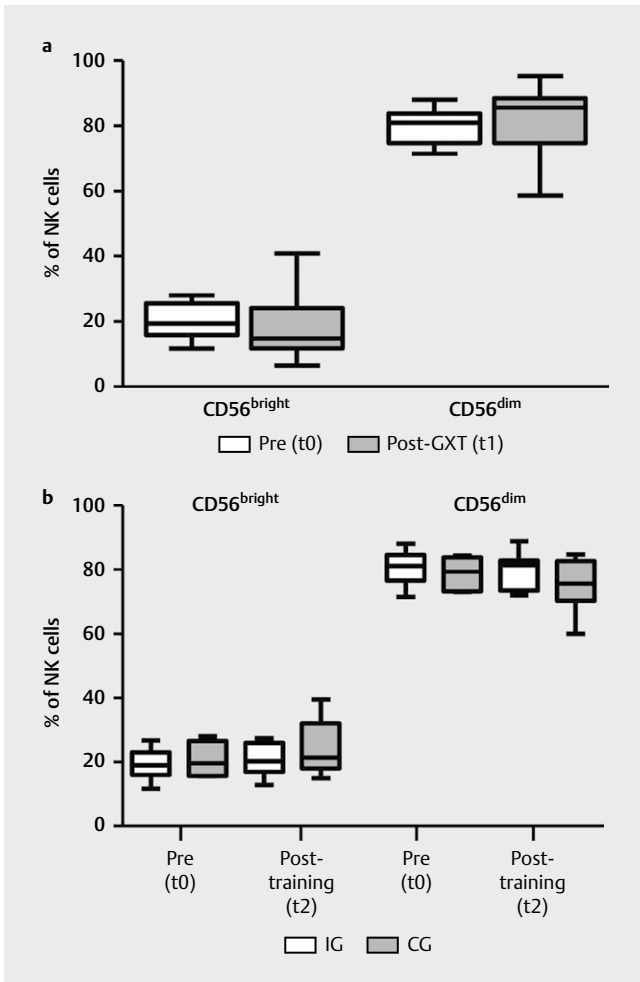 a
100
80
60
40
20
0
% of NK cells
CD56bright CD56dim
Pre (t0) Post-GXT (t1)
b
CD56bright CD56dim
100
80
60
40
20
0
% of NK cells
Pre Post- Pre Post-
(t0) training (t0) training
(t2) (t2)
IG CG